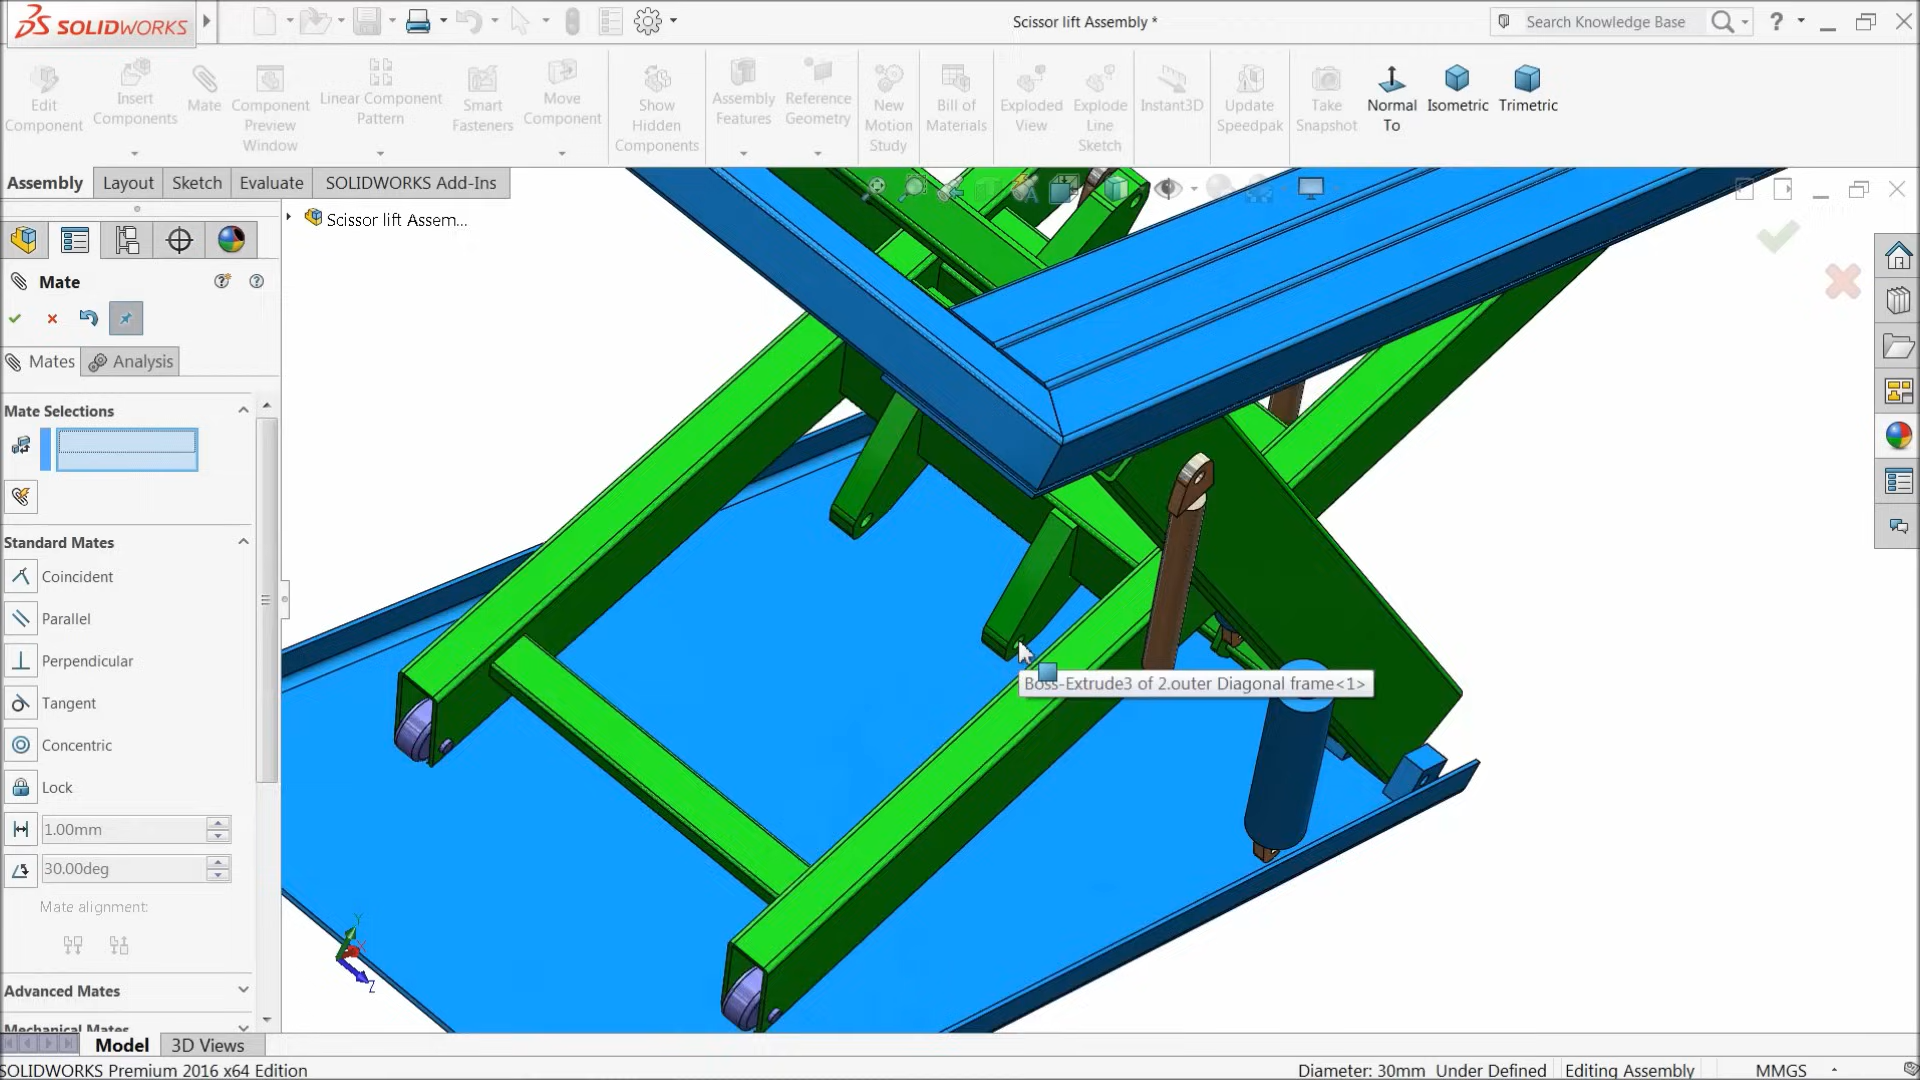 SOLIDWORKS
Scissor lift Assembly *
Search Knowledge Base
?
Edit Component
Insert Components
Mate
Component Preview Window
Linear Component Pattern
Smart Fasteners
Move Component
Show Hidden Components
Assembly Features
Reference Geometry
New Motion Study
Bill of Materials
Exploded View
Explode Line Sketch
Instant3D
Update Speedpak
Take Snapshot
Normal To
Isometric
Trimetric
Assembly
Layout
Sketch
Evaluate
SOLIDWORKS Add-Ins
Scissor lift Assem...
Mate
Mates
Analysis
Mate Selections
Standard Mates
Coincident
Parallel
Perpendicular
Tangent
Concentric
Lock
1.00mm
30.00deg
Mate alignment:
Advanced Mates
Mechanical Mates
Boss-Extrude3 of 2.outer Diagonal frame<1>
Y
X
Z
Model
3D Views
SOLIDWORKS Premium 2016 x64 Edition
Diameter: 30mm
Under Defined
Editing Assembly
MMGS